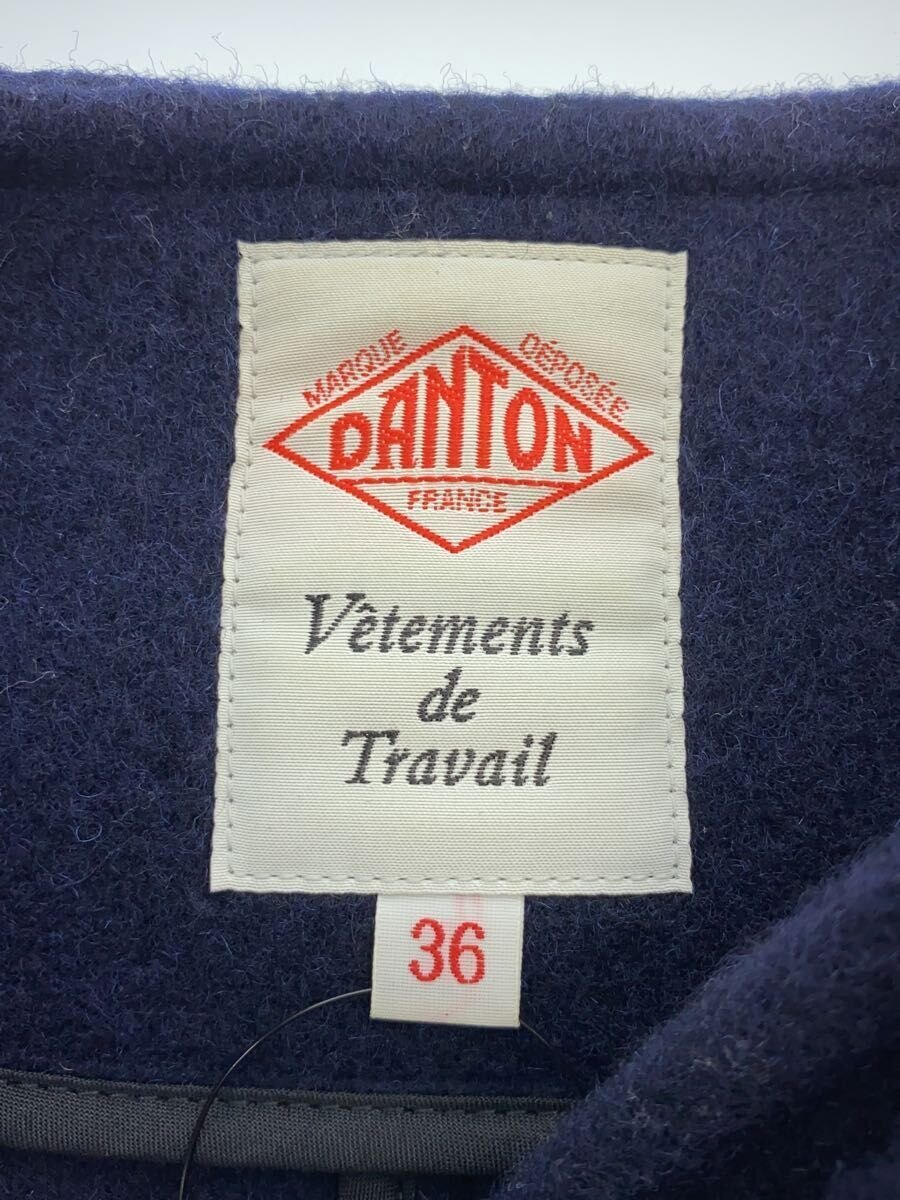 MARQUE DÉPOSÉE
DANTON
FRANCE
Vêtements
de
Travail
36